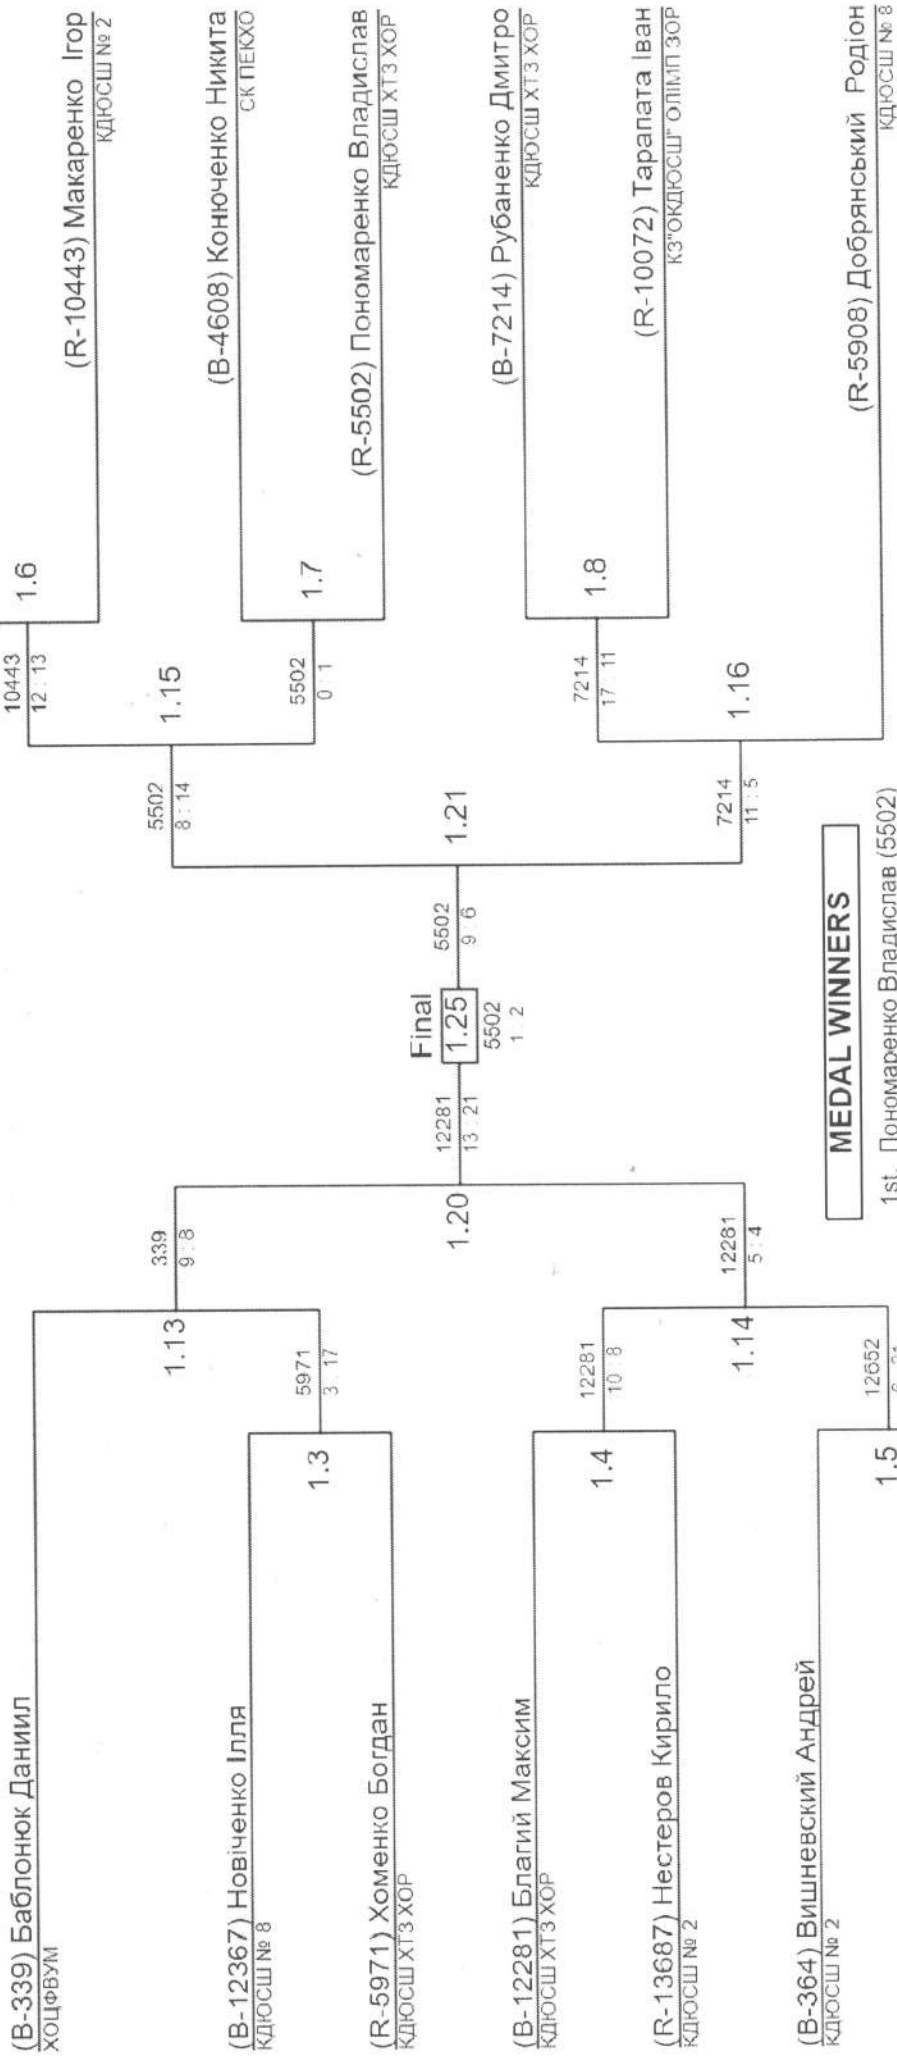 (B-339) Баблонюк Даниил
ХОЦФВУМ
(B-12367) Новіченко Ілля
КДЮСШ № 8
(R-5971) Хоменко Богдан
КДЮСШ ХТЗ ХОР
(B-12281) Благий Максим
КДЮСШ ХТЗ ХОР
(R-13687) Нестеров Кирило
КДЮСШ № 2
(B-364) Вишневский Андрей
КДЮСШ № 2
1.3
5971
3 : 17
1.4
12281
10 : 8
1.5
12652
1.13
339
9 : 8
1.14
12281
5 : 4
1.20
12281
13 : 21
Final
1.25
5502
1 : 2
5502
9 : 6
1.21
5502
8 : 14
7214
11 : 5
1.15
10443
12 : 13
5502
0 : 1
1.16
7214
17 : 11
1.6
1.7
1.8
(R-10443) Макаренко Ігор
КДЮСШ № 2
(B-4608) Конюченко Никита
СК ПЕКХО
(R-5502) Пономаренко Владислав
КДЮСШ ХТЗ ХОР
(B-7214) Рубаненко Дмитро
КДЮСШ ХТЗ ХОР
(R-10072) Тарапата Іван
КЗ"ОКДЮСШ" ОЛІМП ЗОР
(R-5908) Добрянський Родіон
КДЮСШ № 8
MEDAL WINNERS
1st. Пономаренко Владислав (5502)